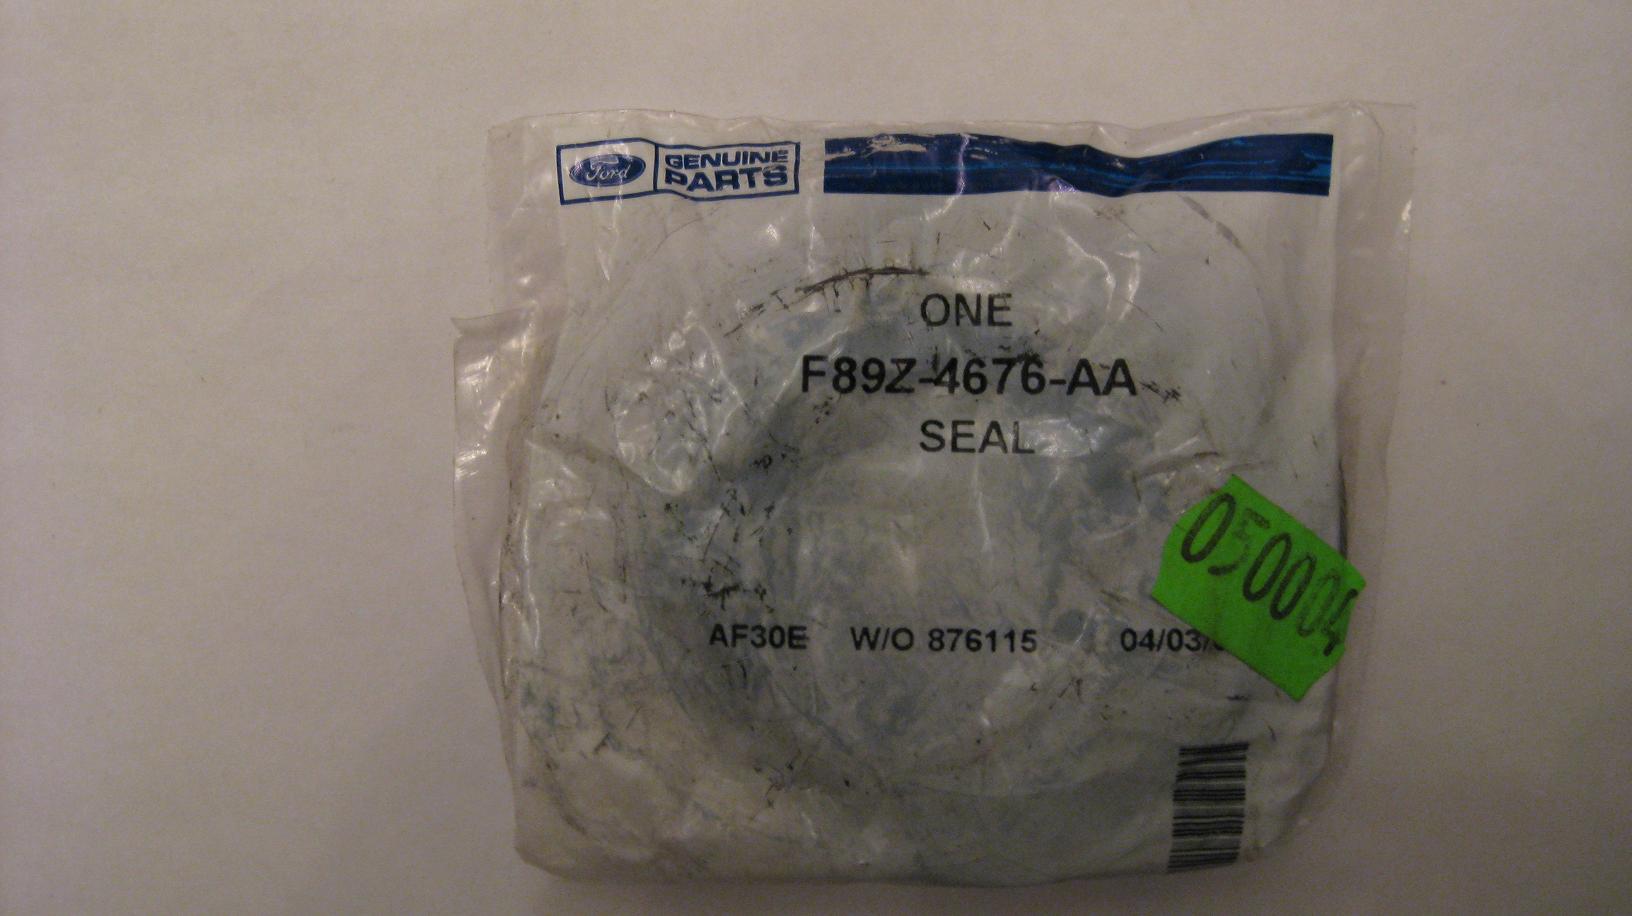 Ford GENUINE
PARTS
ONE
F89Z-4676-AA
SEAL
050004
AF30E W/O 876115 04/03/